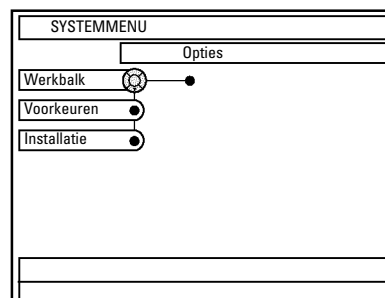 SYSTEMMENU
Opties
Werkbalk
Voorkeuren
Installatie